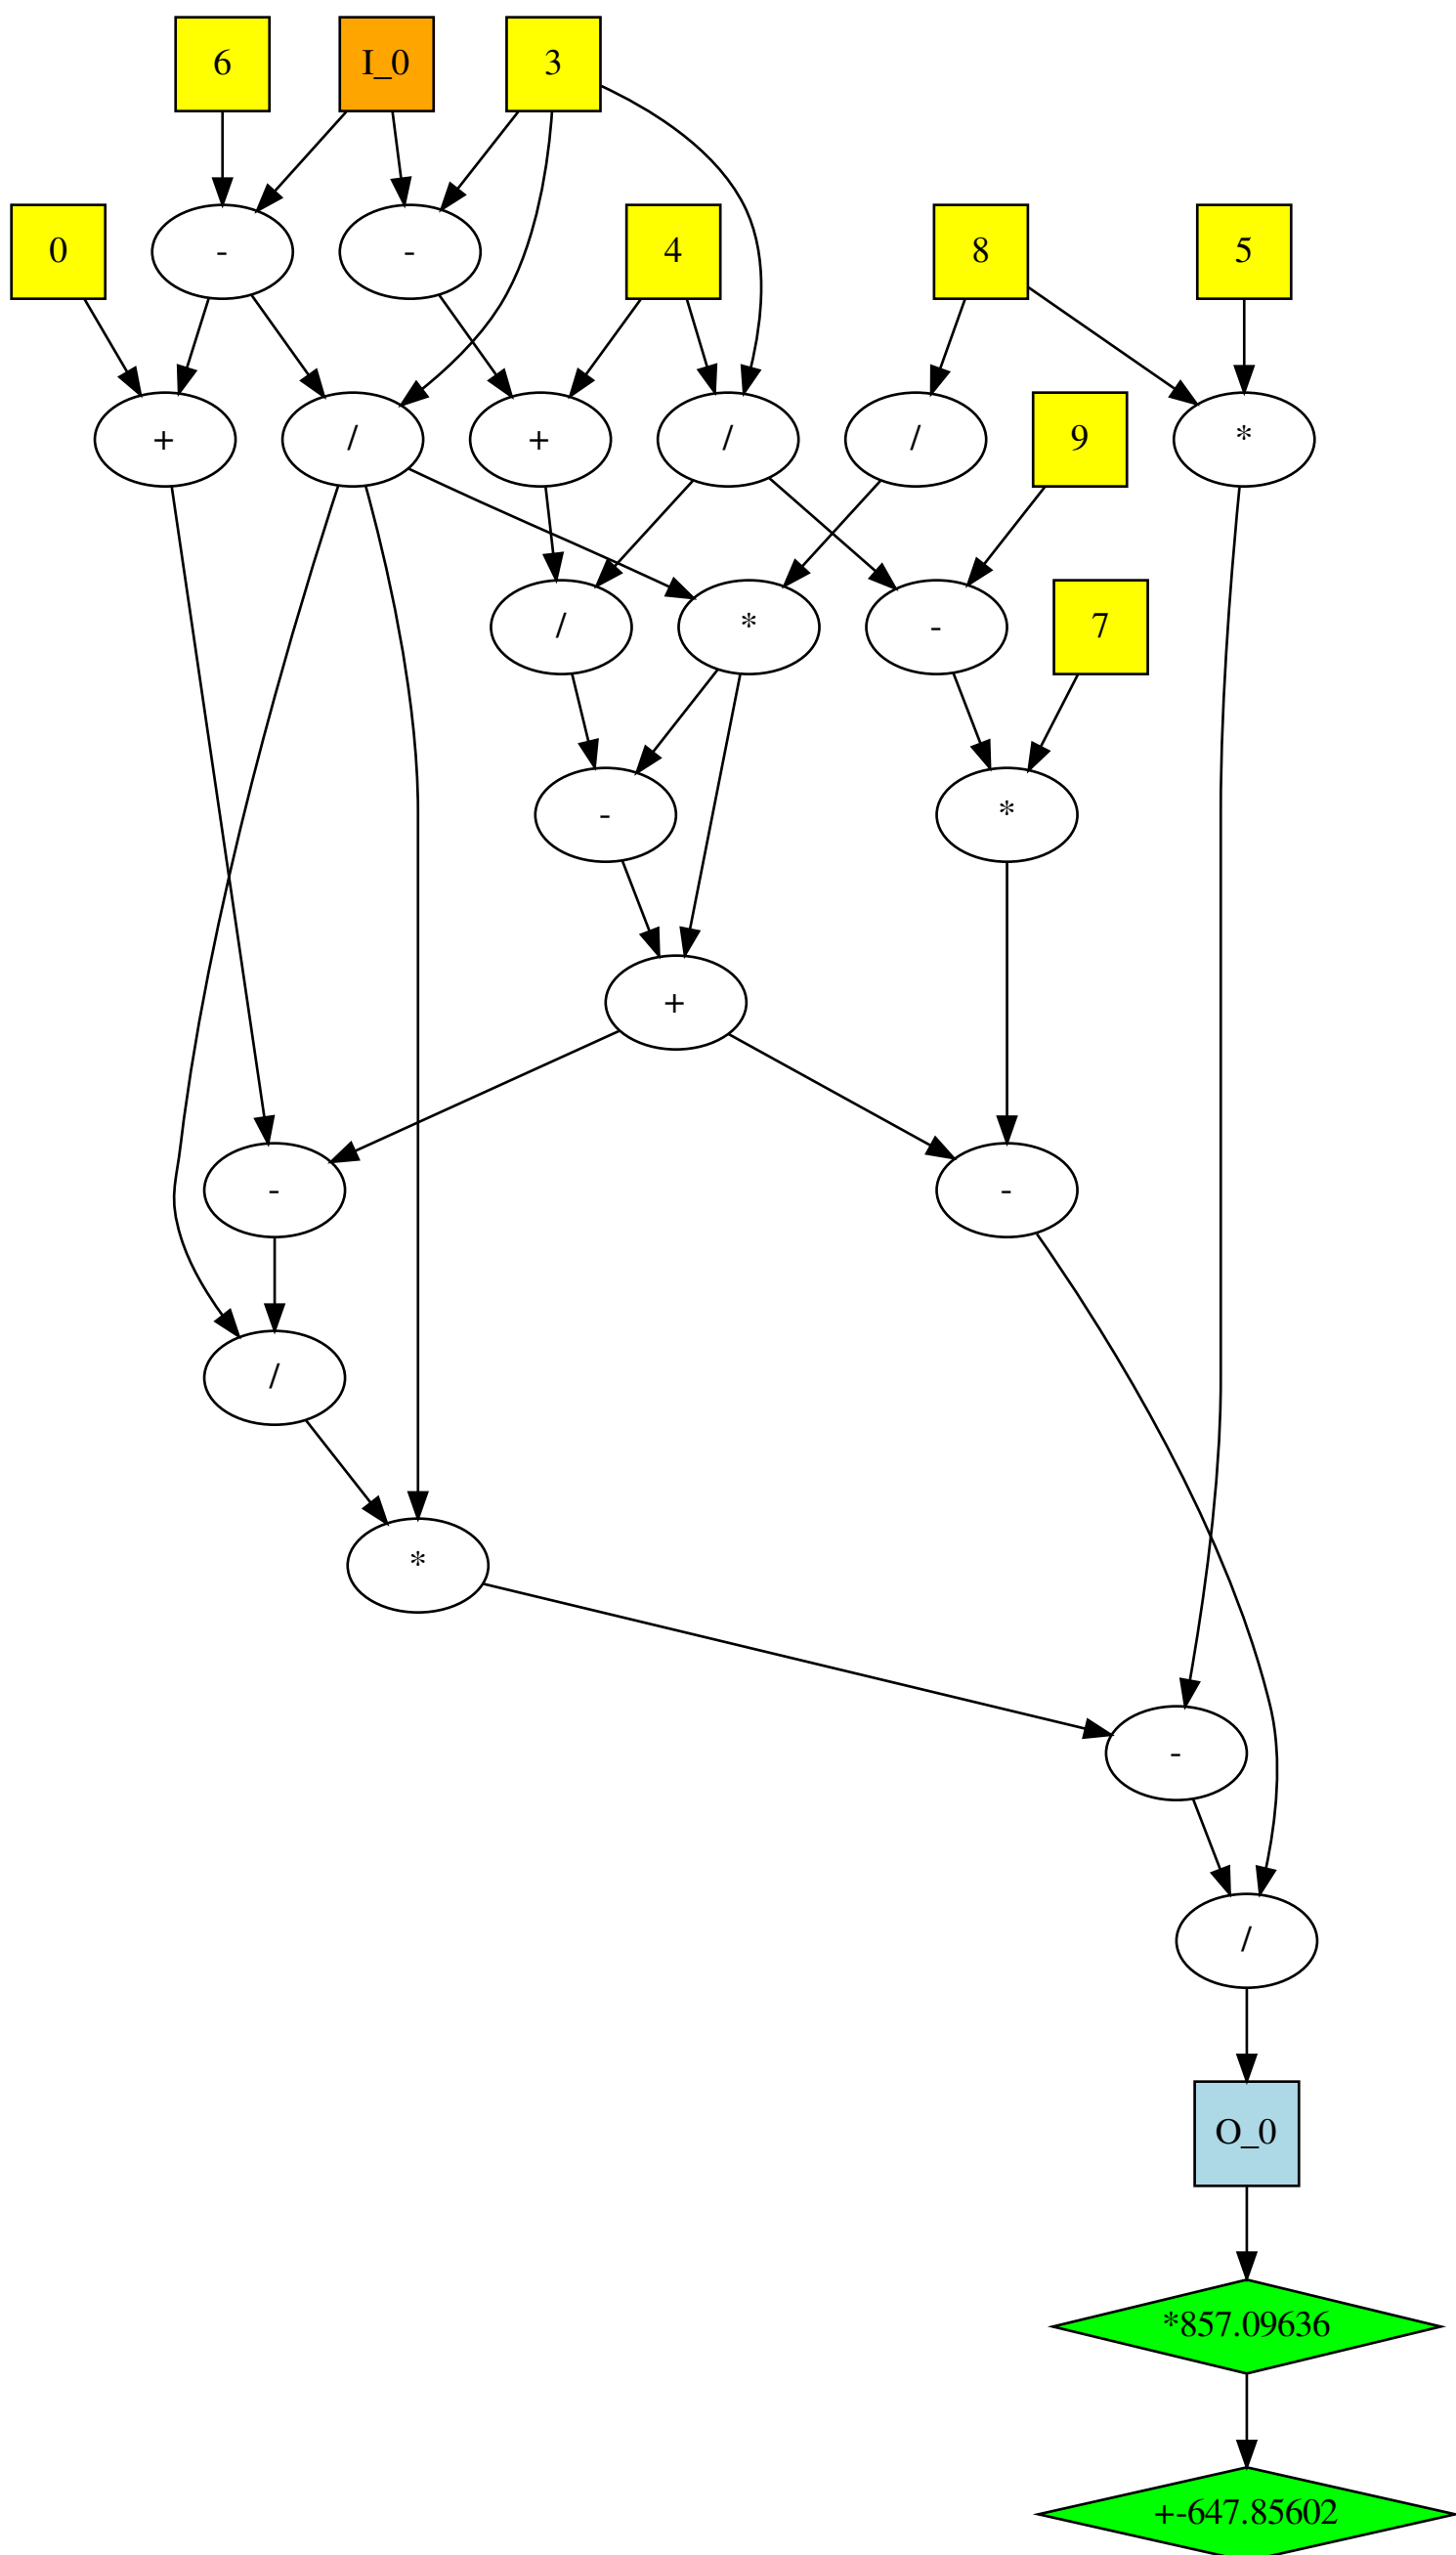 6 I_0 3
0 - - 4 8 5
+ / + / / 9 *
/ * - 7
- *
+
- -
/
*
-
/
O_0
*857.09636
+-647.85602